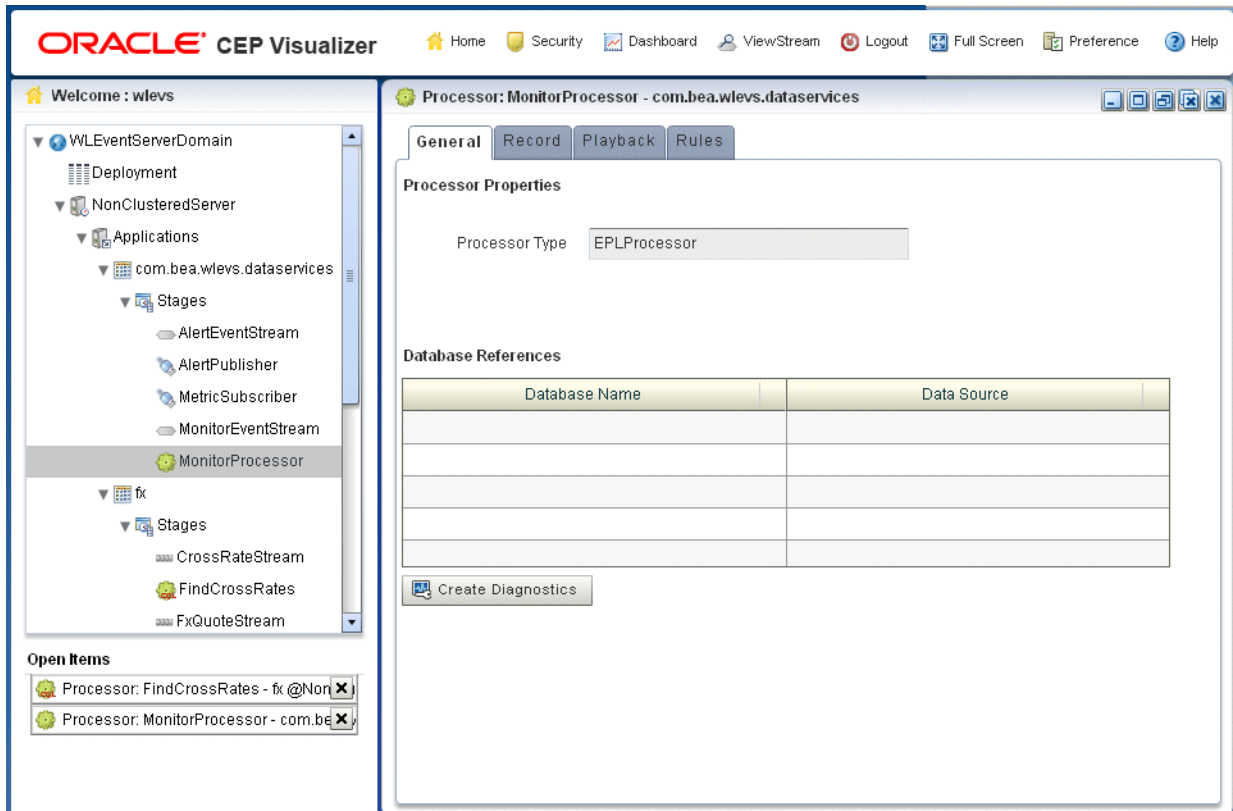 ORACLE CEP Visualizer
Home Security Dashboard ViewStream Logout Full Screen Preference Help
Welcome : wlevs
WLEventServerDomain
Deployment
NonClusteredServer
Applications
com.bea.wlevs.dataservices
Stages
AlertEventStream
AlertPublisher
MetricSubscriber
MonitorEventStream
MonitorProcessor
fx
Stages
CrossRateStream
FindCrossRates
FxQuoteStream
Open Items
Processor: FindCrossRates - fx @Non
Processor: MonitorProcessor - com.be
Processor: MonitorProcessor - com.bea.wlevs.dataservices
General Record Playback Rules
Processor Properties
Processor Type EPLProcessor
Database References
Database Name Data Source
Create Diagnostics